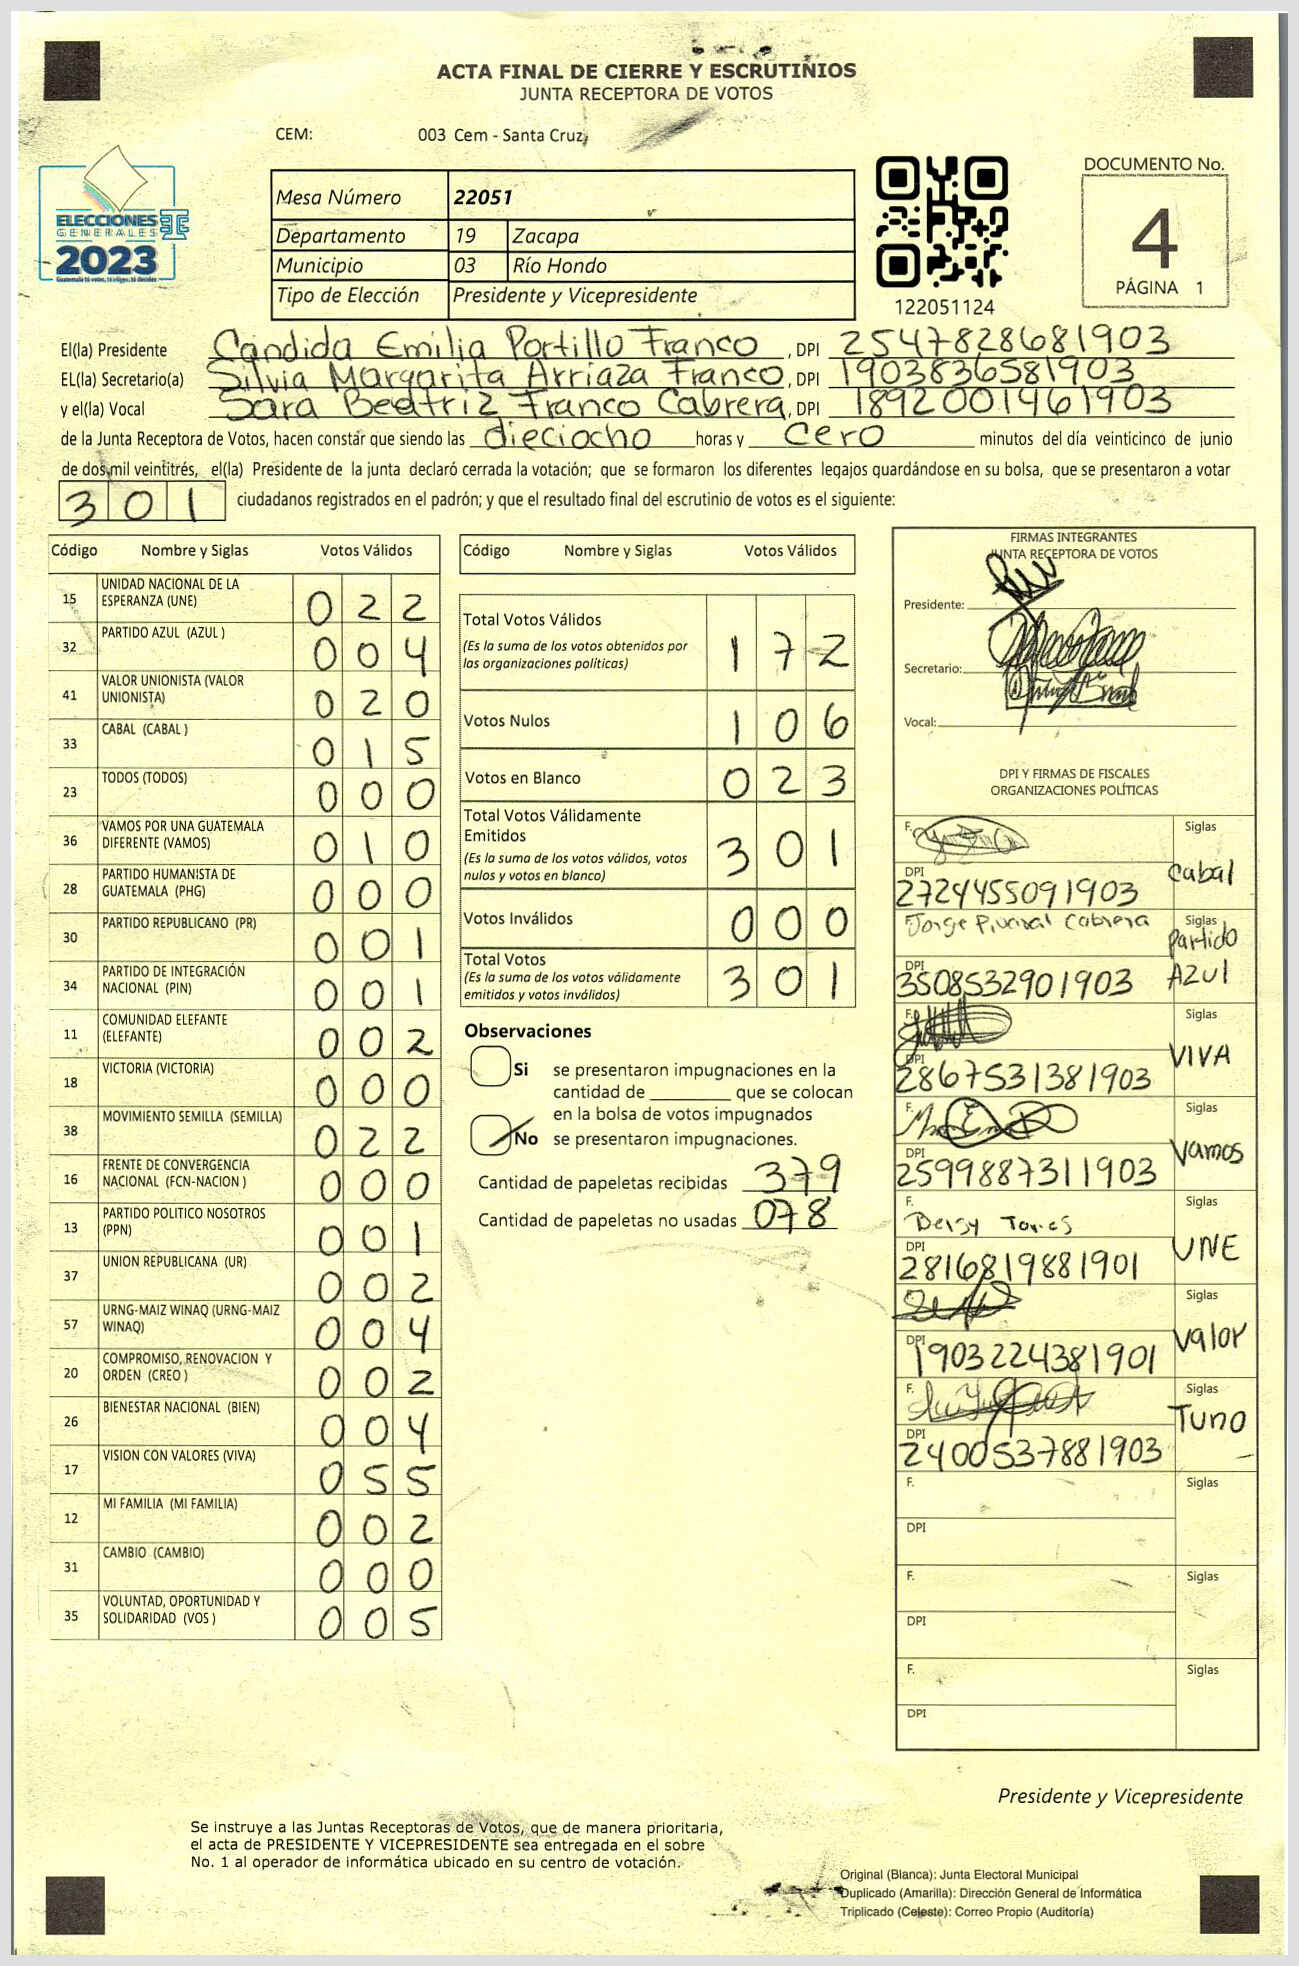 ACTA FINAL DE CIERRE Y ESCRUTINIOS
JUNTA RECEPTORA DE VOTOS
CEM: 003 Cem - Santa Cruz
ELECCIONES
GENERALES
2023
Guatemala tú votas, tú eliges, tú decides
Mesa Número 22051
Departamento 19 Zacapa
Municipio 03 Río Hondo
Tipo de Elección Presidente y Vicepresidente
122051124
DOCUMENTO No.
4
PÁGINA 1
El(la) Presidente Candida Emilia Portillo Franco , DPI 2547828681903
EL(la) Secretario(a) Silvia Margarita Arriaza Franco , DPI 1903836581903
y el(la) Vocal Sara Beatriz Franco Cabrera , DPI 1892001461903
de la Junta Receptora de Votos, hacen constar que siendo las dieciocho horas y cero minutos del día veinticinco de junio
de dos mil veintitrés, el(la) Presidente de la junta declaró cerrada la votación; que se formaron los diferentes legajos guardándose en su bolsa, que se presentaron a votar
301 ciudadanos registrados en el padrón; y que el resultado final del escrutinio de votos es el siguiente:
Código Nombre y Siglas Votos Válidos
15 UNIDAD NACIONAL DE LA ESPERANZA (UNE) 022
32 PARTIDO AZUL (AZUL ) 004
41 VALOR UNIONISTA (VALOR UNIONISTA) 020
33 CABAL (CABAL ) 015
23 TODOS (TODOS) 000
36 VAMOS POR UNA GUATEMALA DIFERENTE (VAMOS) 010
28 PARTIDO HUMANISTA DE GUATEMALA (PHG) 000
30 PARTIDO REPUBLICANO (PR) 001
34 PARTIDO DE INTEGRACIÓN NACIONAL (PIN) 001
11 COMUNIDAD ELEFANTE (ELEFANTE) 002
18 VICTORIA (VICTORIA) 000
38 MOVIMIENTO SEMILLA (SEMILLA) 022
16 FRENTE DE CONVERGENCIA NACIONAL (FCN-NACION ) 000
13 PARTIDO POLITICO NOSOTROS (PPN) 001
37 UNION REPUBLICANA (UR) 002
57 URNG-MAIZ WINAQ (URNG-MAIZ WINAQ) 004
20 COMPROMISO, RENOVACION Y ORDEN (CREO ) 002
26 BIENESTAR NACIONAL (BIEN) 004
17 VISION CON VALORES (VIVA) 055
12 MI FAMILIA (MI FAMILIA) 002
31 CAMBIO (CAMBIO) 000
35 VOLUNTAD, OPORTUNIDAD Y SOLIDARIDAD (VOS ) 005
Código Nombre y Siglas Votos Válidos
Total Votos Válidos 172
(Es la suma de los votos obtenidos por
las organizaciones políticas)
Votos Nulos 106
Votos en Blanco 023
Total Votos Válidamente
Emitidos 301
(Es la suma de los votos válidos, votos
nulos y votos en blanco)
Votos Inválidos 000
Total Votos 301
(Es la suma de los votos válidamente
emitidos y votos inválidos)
Observaciones
Si se presentaron impugnaciones en la
cantidad de ________ que se colocan
en la bolsa de votos impugnados
No se presentaron impugnaciones.
Cantidad de papeletas recibidas 379
Cantidad de papeletas no usadas 078
FIRMAS INTEGRANTES
JUNTA RECEPTORA DE VOTOS
Presidente:
Secretario:
Vocal:
DPI Y FIRMAS DE FISCALES
ORGANIZACIONES POLÍTICAS
F. Siglas
Cabal
DPI
2724455091903
F. Jorge Cabrera Siglas
Partido
AZUL
DPI
3508532901903
F. Siglas
VIVA
DPI
2867531381903
F. Siglas
Vamos
DPI
2599887311903
F. Siglas
Betsy Torres
UNE
DPI
2816819881901
Siglas
Valor
DPI
1903224381901
F. Siglas
Tuno
DPI
2400537881903
F. Siglas
DPI
F. Siglas
DPI
F. Siglas
DPI
Presidente y Vicepresidente
Se instruye a las Juntas Receptoras de Votos, que de manera prioritaria,
el acta de PRESIDENTE Y VICEPRESIDENTE sea entregada en el sobre
No. 1 al operador de informática ubicado en su centro de votación.
Original (Blanca): Junta Electoral Municipal
Duplicado (Amarilla): Dirección General de Informática
Triplicado (Celeste): Correo Propio (Auditoría)